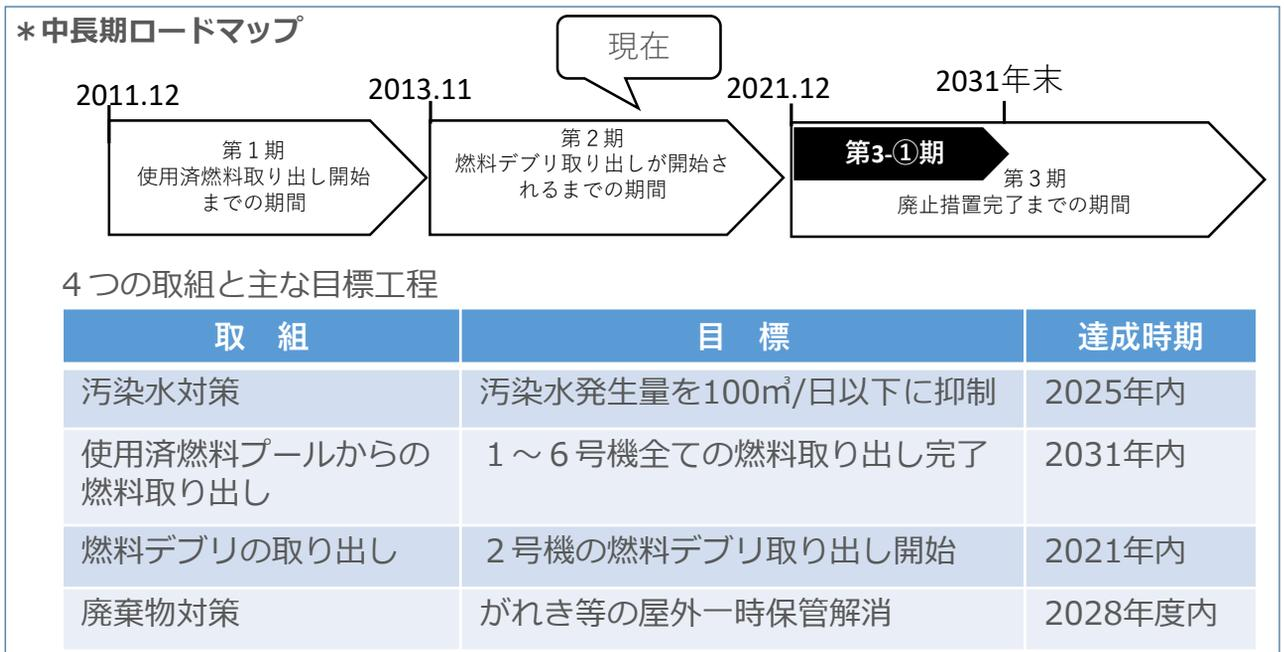 ＊中長期ロードマップ
現在
2011.12
2013.11
2021.12
2031年末
第１期
使用済燃料取り出し開始
までの期間
第２期
燃料デブリ取り出しが開始さ
れるまでの期間
第3-①期
第３期
廃止措置完了までの期間
４つの取組と主な目標工程
取　組
目　標
達成時期
汚染水対策
汚染水発生量を100㎥/日以下に抑制
2025年内
使用済燃料プールからの
燃料取り出し
１～６号機全ての燃料取り出し完了
2031年内
燃料デブリの取り出し
２号機の燃料デブリ取り出し開始
2021年内
廃棄物対策
がれき等の屋外一時保管解消
2028年度内